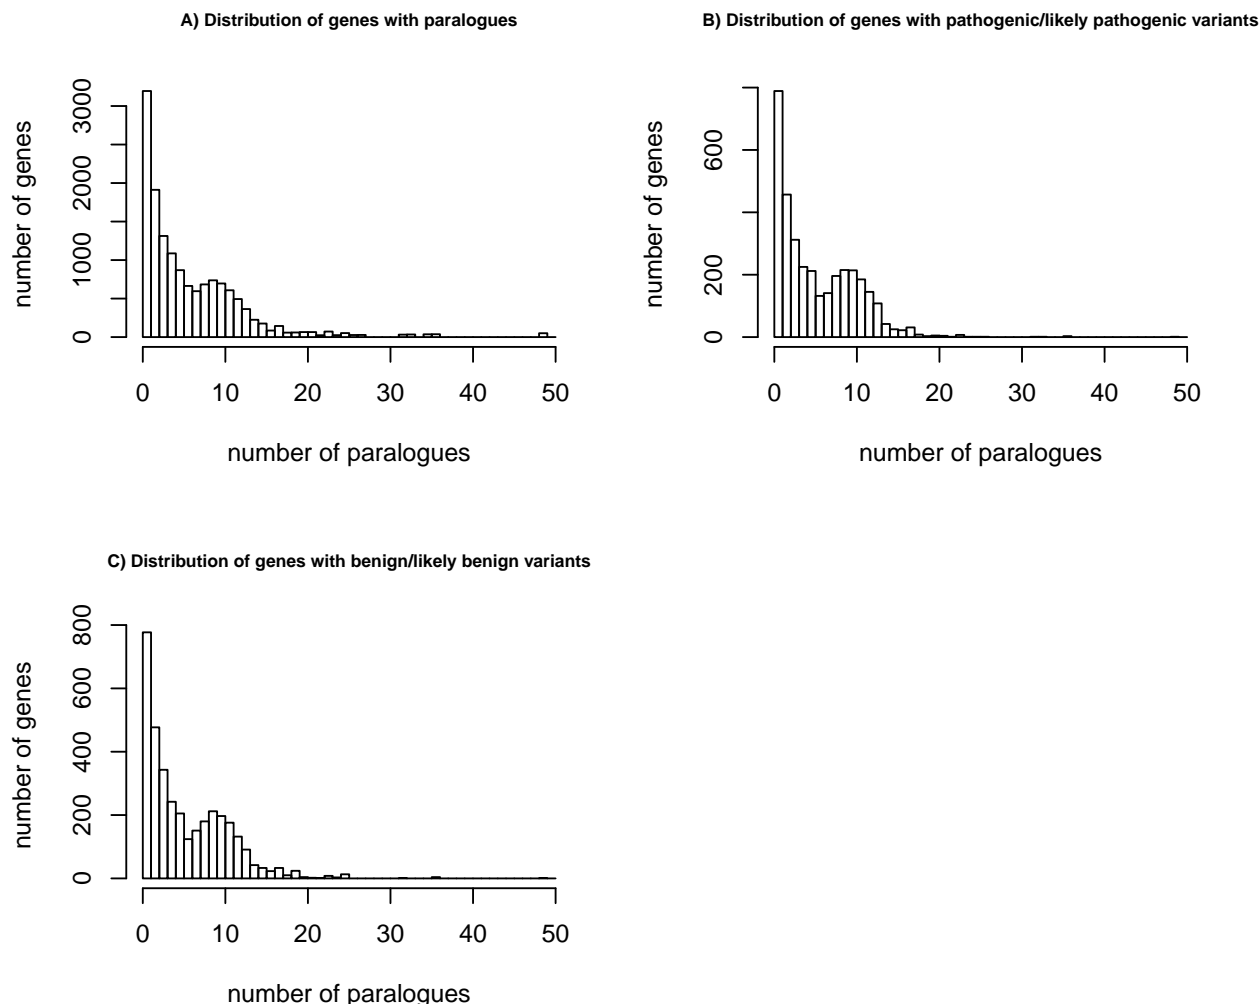 A) Distribution of genes with paralogues
number of genes
0
1000
2000
3000
0 10 20 30 40 50
number of paralogues
B) Distribution of genes with pathogenic/likely pathogenic variants
number of genes
0
200
600
0 10 20 30 40 50
number of paralogues
C) Distribution of genes with benign/likely benign variants
number of genes
0
200
400
600
800
0 10 20 30 40 50
number of paralogues